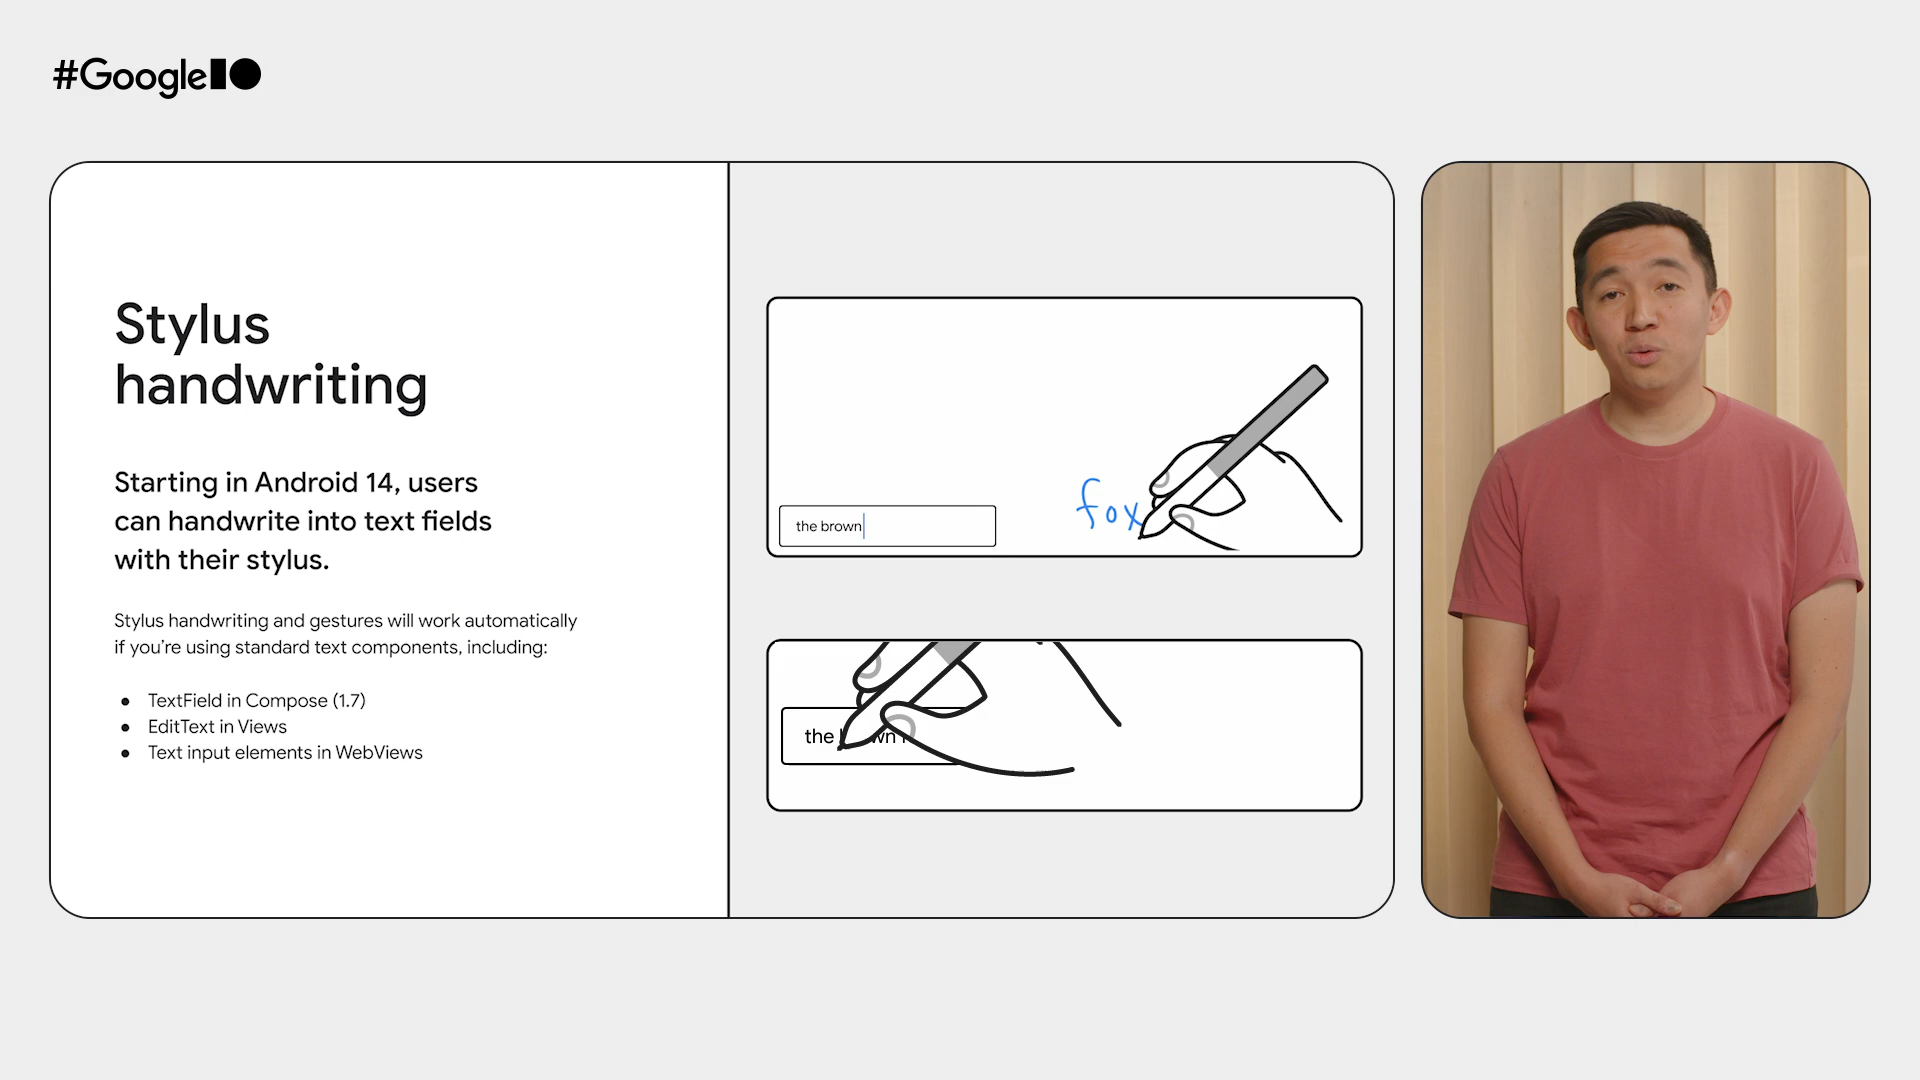 #GoogleIO
Stylus
handwriting
Starting in Android 14, users
can handwrite into text fields
with their stylus.
Stylus handwriting and gestures will work automatically
if you’re using standard text components, including:
● TextField in Compose (1.7)
● EditText in Views
● Text input elements in WebViews
the brown
fox
the